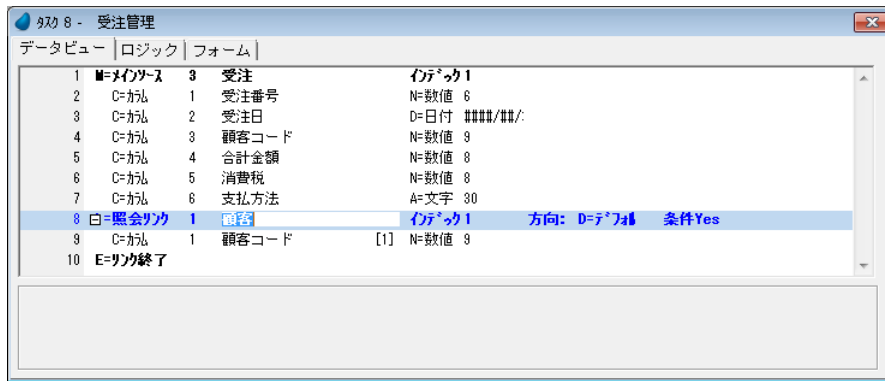 ﾀｽｸ 8 - 受注管理
データビュー ロジック フォーム
1 M=ﾒｲﾝｿｰｽ 3 受注 ｲﾝﾃﾞｯｸ 1
2 C=ｶﾗﾑ 1 受注番号 N=数値 6
3 C=ｶﾗﾑ 2 受注日 D=日付 ####/##/
4 C=ｶﾗﾑ 3 顧客コード N=数値 9
5 C=ｶﾗﾑ 4 合計金額 N=数値 8
6 C=ｶﾗﾑ 5 消費税 N=数値 8
7 C=ｶﾗﾑ 6 支払方法 A=文字 30
8 =照会ﾘﾝｸ 1 顧客 ｲﾝﾃﾞｯｸ 1 方向: D=ﾃﾞﾌｫﾙ 条件Yes
9 C=ｶﾗﾑ 1 顧客コード [1] N=数値 9
10 E=ﾘﾝｸ終了